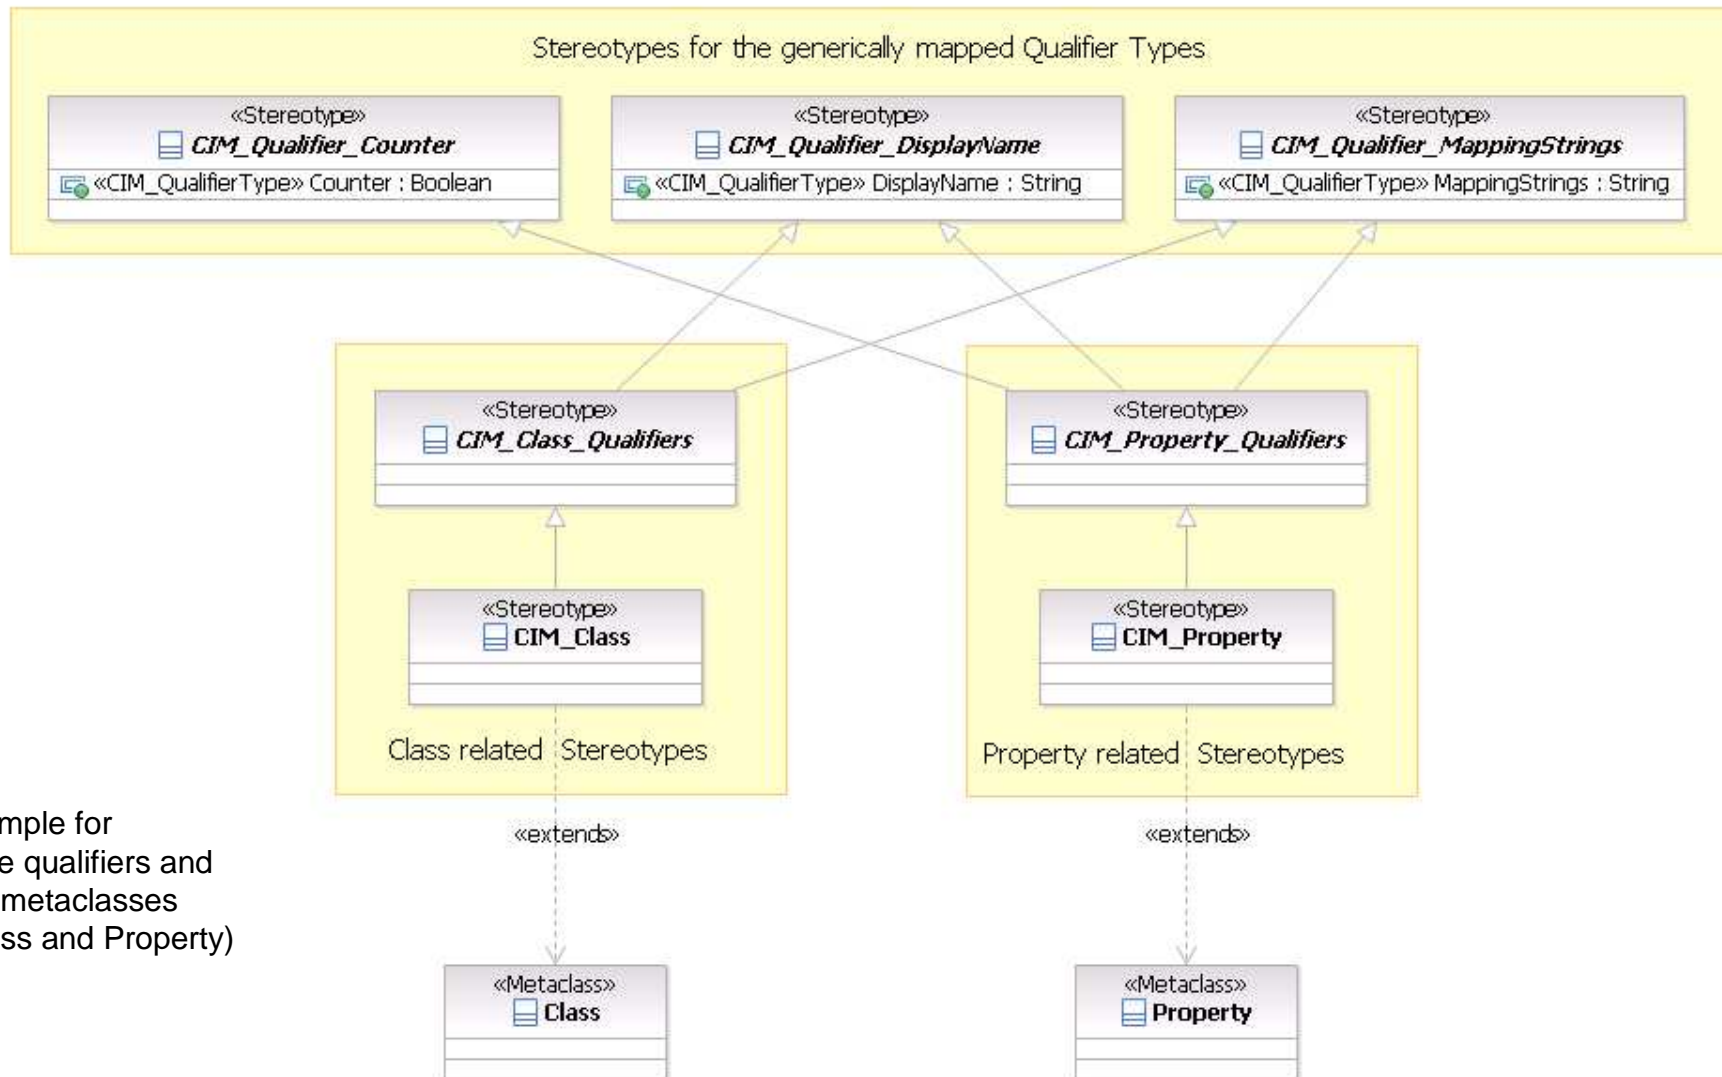 Stereotypes for the generically mapped Qualifier Types
«Stereotype»
CIM_Qualifier_Counter
«CIM_QualifierType» Counter : Boolean
«Stereotype»
CIM_Qualifier_DisplayName
«CIM_QualifierType» DisplayName : String
«Stereotype»
CIM_Qualifier_MappingStrings
«CIM_QualifierType» MappingStrings : String
«Stereotype»
CIM_Class_Qualifiers
«Stereotype»
CIM_Property_Qualifiers
«Stereotype»
CIM_Class
«Stereotype»
CIM_Property
Class related Stereotypes
Property related Stereotypes
mple for
e qualifiers and
metaclasses
ss and Property)
«extends»
«extends»
«Metaclass»
Class
«Metaclass»
Property